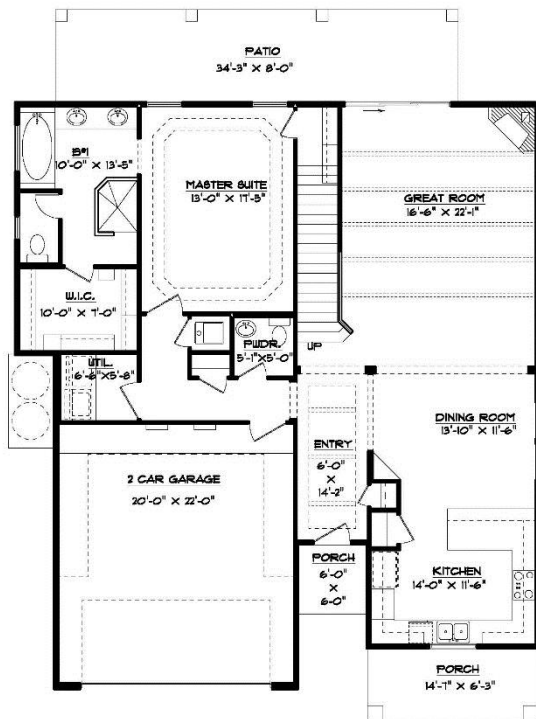 PATIO
34'-3" X 8'-0"
B#1
10'-0" X 13'-5"
MASTER SUITE
13'-0" X 17'-5"
GREAT ROOM
16'-6" X 22'-1"
W.I.C.
10'-0" X 7'-0"
PWDR.
5'-1"X5'-0"
UP
UTIL.
6'-6"X5'-8"
DINING ROOM
13'-10" X 11'-6"
ENTRY
6'-0"
X
14'-2"
2 CAR GARAGE
20'-0" X 22'-0"
PORCH
6'-0"
X
6'-0"
KITCHEN
14'-0" X 11'-6"
PORCH
14'-7" X 6'-3"